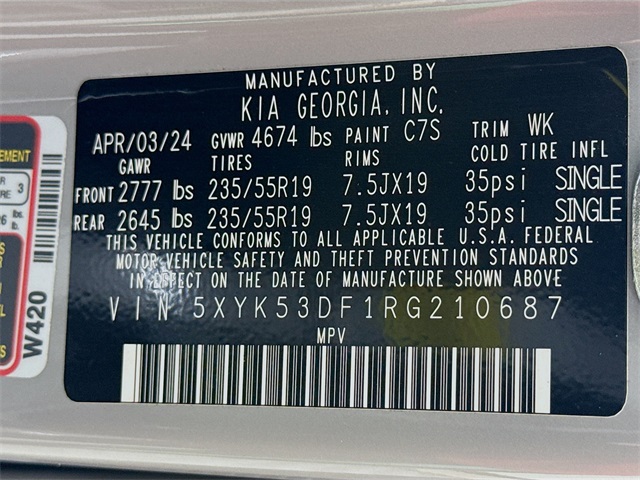 MANUFACTURED BY
KIA GEORGIA, INC.
APR/03/24 GVWR 4674 lbs PAINT C7S TRIM WK
GAWR TIRES RIMS COLD TIRE INFL
FRONT 2777 lbs 235/55R19 7.5JX19 35psi SINGLE
REAR 2645 lbs 235/55R19 7.5JX19 35psi SINGLE
THIS VEHICLE CONFORMS TO ALL APPLICABLE U.S.A. FEDERAL
MOTOR VEHICLE SAFETY AND THEFT PREVENTION STANDARDS
IN EFFECT ON THE DATE OF MANUFACTURE SHOWN ABOVE
VIN 5XYK53DF1RG210687
MPV
W420
3
lbs.